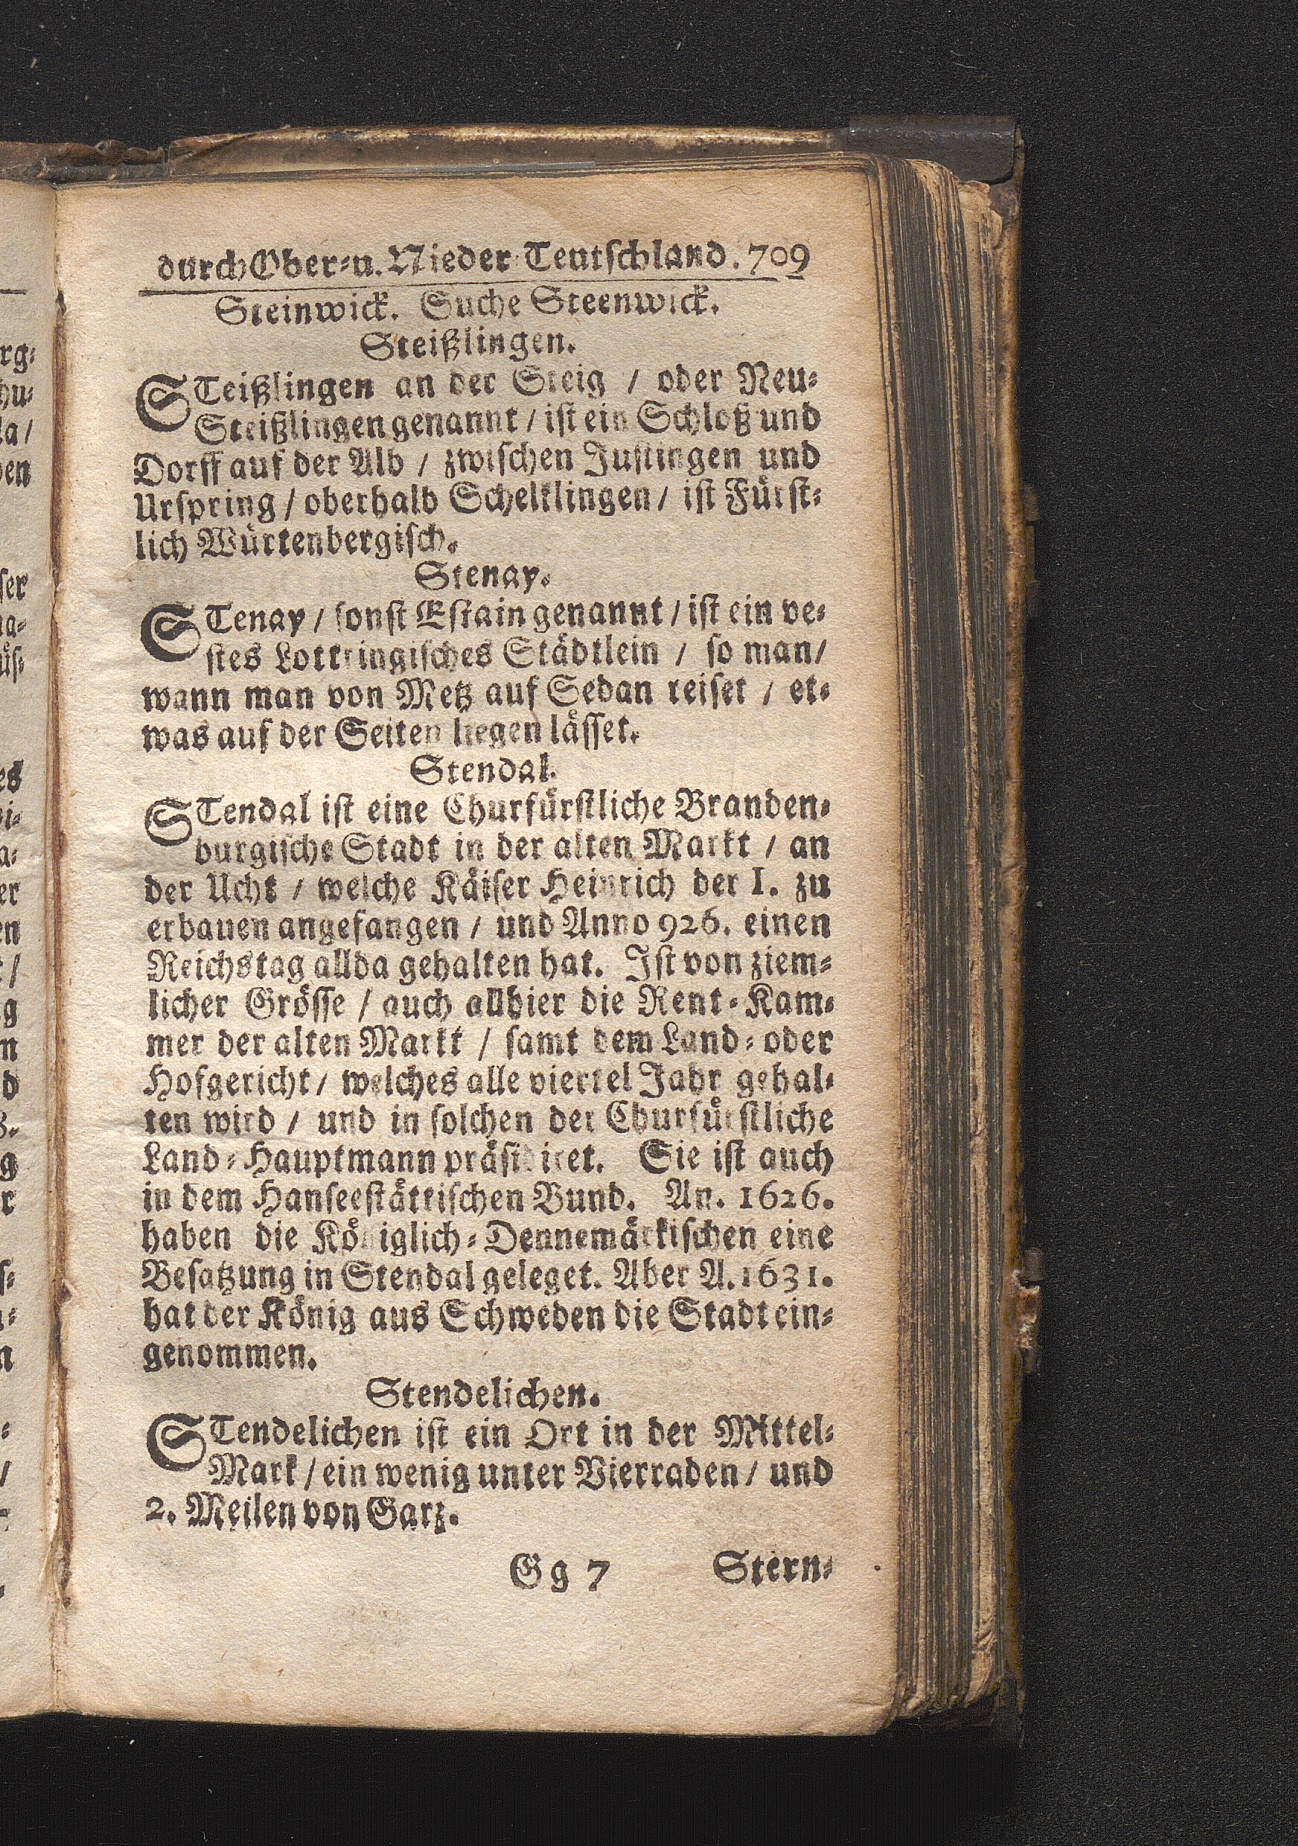 durch Ober- u. Nieder Teutschland. 709
Steinwick. Suche Steenwick.
Steißlingen.
STeißlingen an der Steig / oder Neu-
Steißlingen genannt / ist ein Schloß und
Dorff auf der Alb / zwischen Justingen und
Urspring / oberhalb Schelklingen / ist Fürst-
lich Würtenbergisch.
Stenay.
STenay / sonst Estain genannt / ist ein ve-
stes Lottringisches Städtlein / so man /
wann man von Metz auf Sedan reiset / et-
was auf der Seiten liegen lässet.
Stendal.
STendal ist eine Churfürstliche Branden-
burgische Stadt in der alten Markt / an
der Ucht / welche Käiser Heinrich der I. zu
erbauen angefangen / und Anno 926. einen
Reichstag allda gehalten hat. Ist von ziem-
licher Grösse / auch allhier die Rent-Kam-
mer der alten Markt / samt dem Land- oder
Hofgericht / welches alle viertel Jahr gehal-
ten wird / und in solchen der Churfürstliche
Land-Hauptmann präsidiret. Sie ist auch
in dem Hanseestättischen Bund. An. 1626.
haben die Königlich-Dennemärkischen eine
Besatzung in Stendal geleget. Aber A. 1631.
hat der König aus Schweden die Stadt ein-
genommen.
Stendelichen.
STendelichen ist ein Ort in der Mittel-
Mark / ein wenig unter Vierraden / und
2. Meilen von Garz.
Gg 7 Stern-